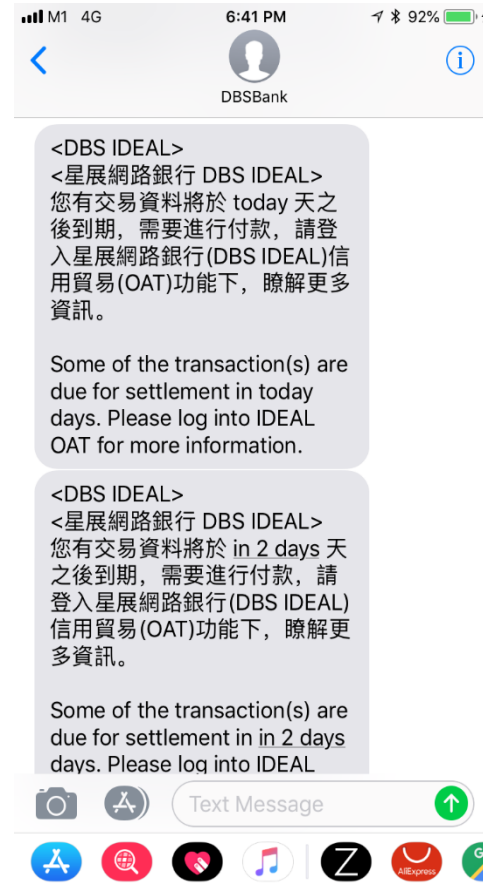 M1 4G 6:41 PM 92%
DBSBank
<DBS IDEAL>
<星展網路銀行 DBS IDEAL>
您有交易資料將於 today 天之
後到期，需要進行付款，請登
入星展網路銀行(DBS IDEAL)信
用貿易(OAT)功能下，瞭解更多
資訊。
Some of the transaction(s) are
due for settlement in today
days. Please log into IDEAL
OAT for more information.
<DBS IDEAL>
<星展網路銀行 DBS IDEAL>
您有交易資料將於 in 2 days 天
之後到期，需要進行付款，請
登入星展網路銀行(DBS IDEAL)
信用貿易(OAT)功能下，瞭解更
多資訊。
Some of the transaction(s) are
due for settlement in in 2 days
days. Please log into IDEAL
Text Message
Z
AliExpress
G